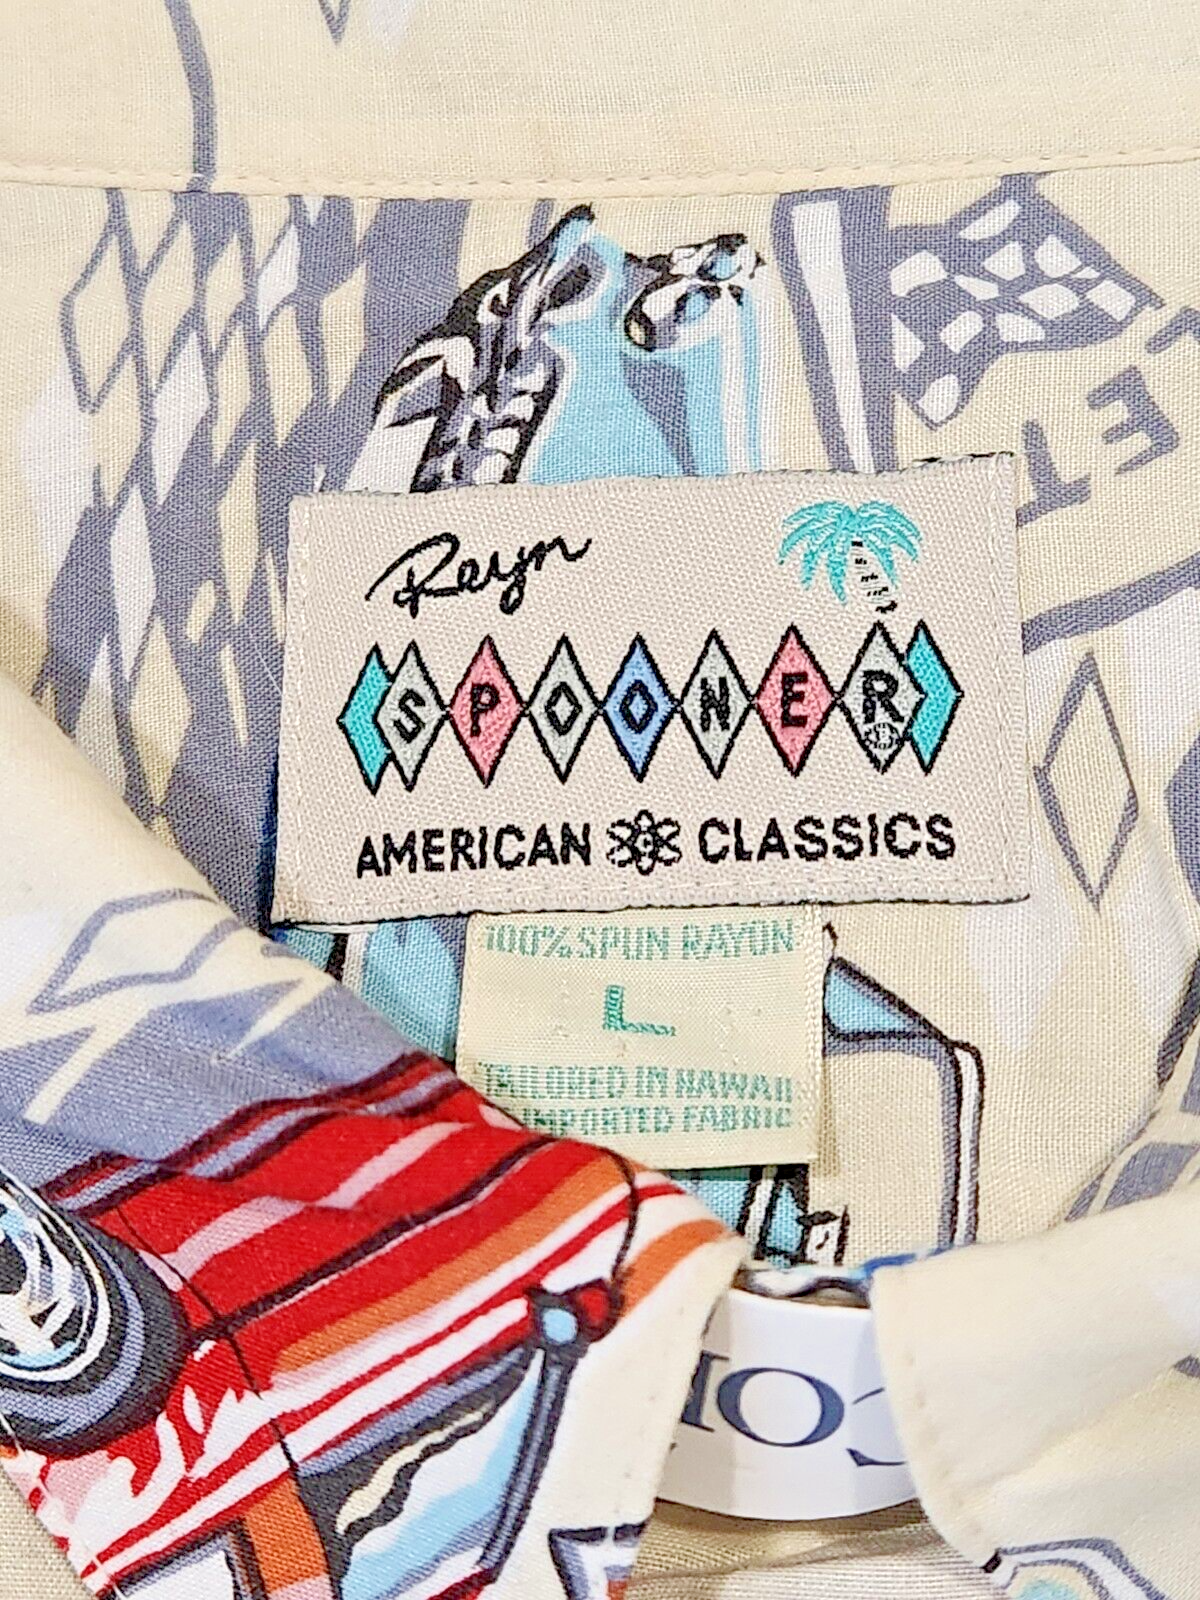 Reyn
SPOONER
AMERICAN CLASSICS
100% SPUN RAYON
L
TAILORED IN HAWAII
IMPORTED FABRIC